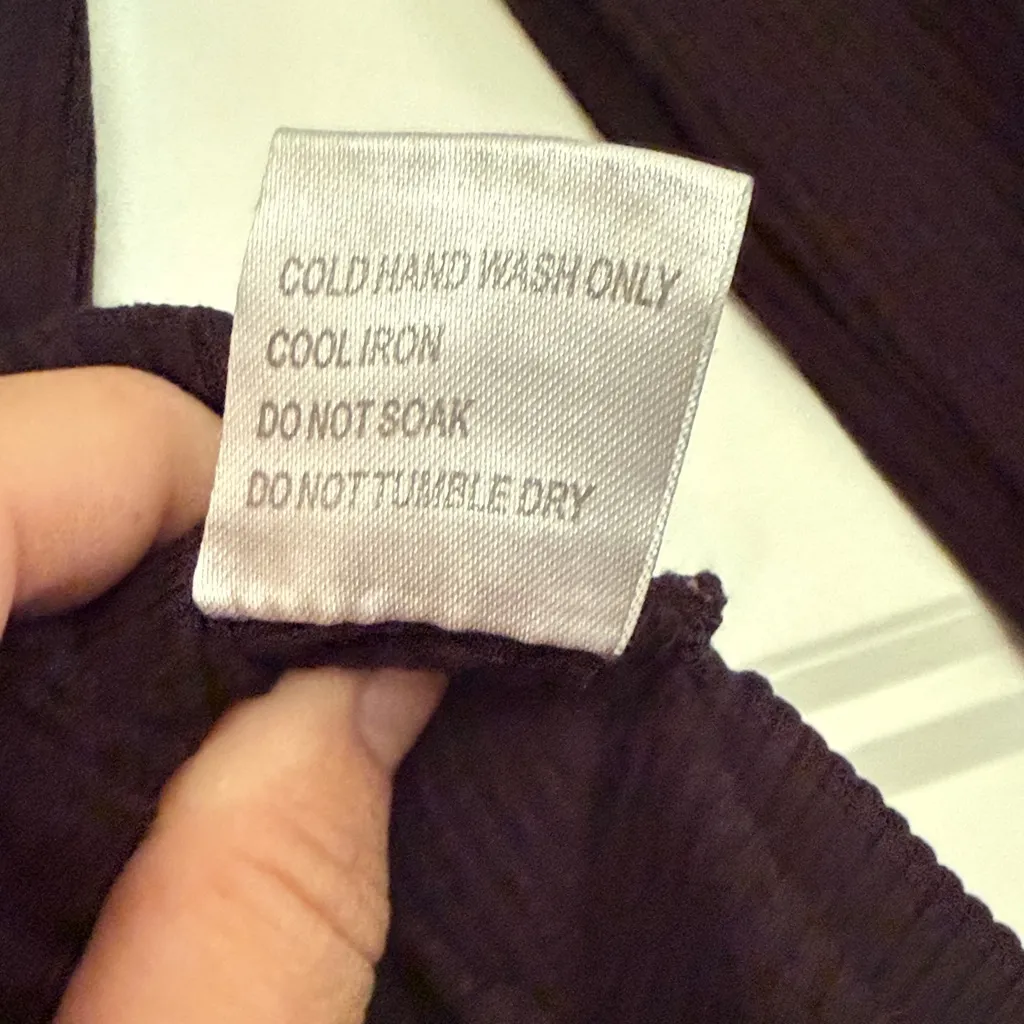 COLD HAND WASH ONLY
COOL IRON
DO NOT SOAK
DO NOT TUMBLE DRY